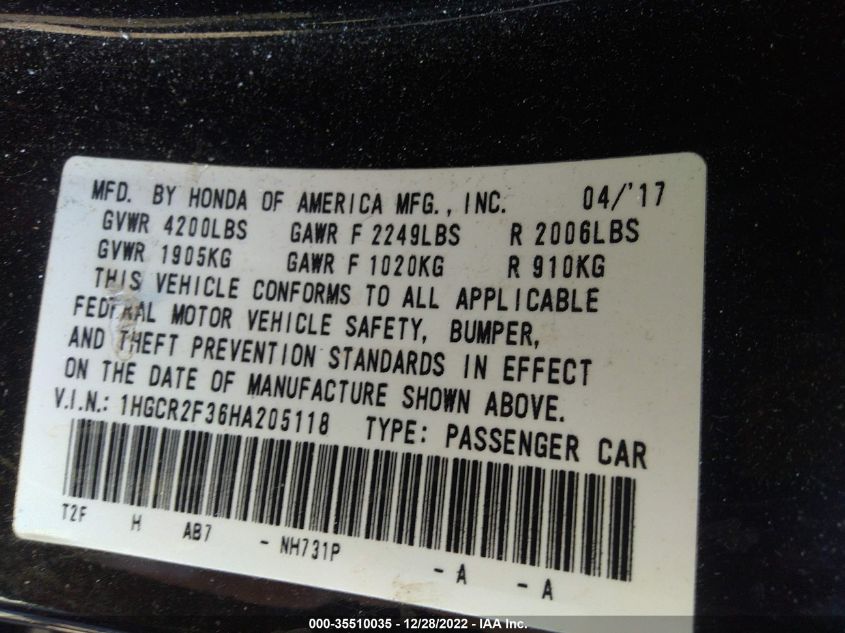 MFD. BY HONDA OF AMERICA MFG., INC. 04/'17
GVWR 4200LBS GAWR F 2249LBS R 2006LBS
GVWR 1905KG GAWR F 1020KG R 910KG
THIS VEHICLE CONFORMS TO ALL APPLICABLE
FEDERAL MOTOR VEHICLE SAFETY, BUMPER,
AND THEFT PREVENTION STANDARDS IN EFFECT
ON THE DATE OF MANUFACTURE SHOWN ABOVE.
V.I.N.: 1HGCR2F36HA205118 TYPE: PASSENGER CAR
T2F H AB7 - NH731P - A - A
000-35510035 - 12/28/2022 - IAA Inc.